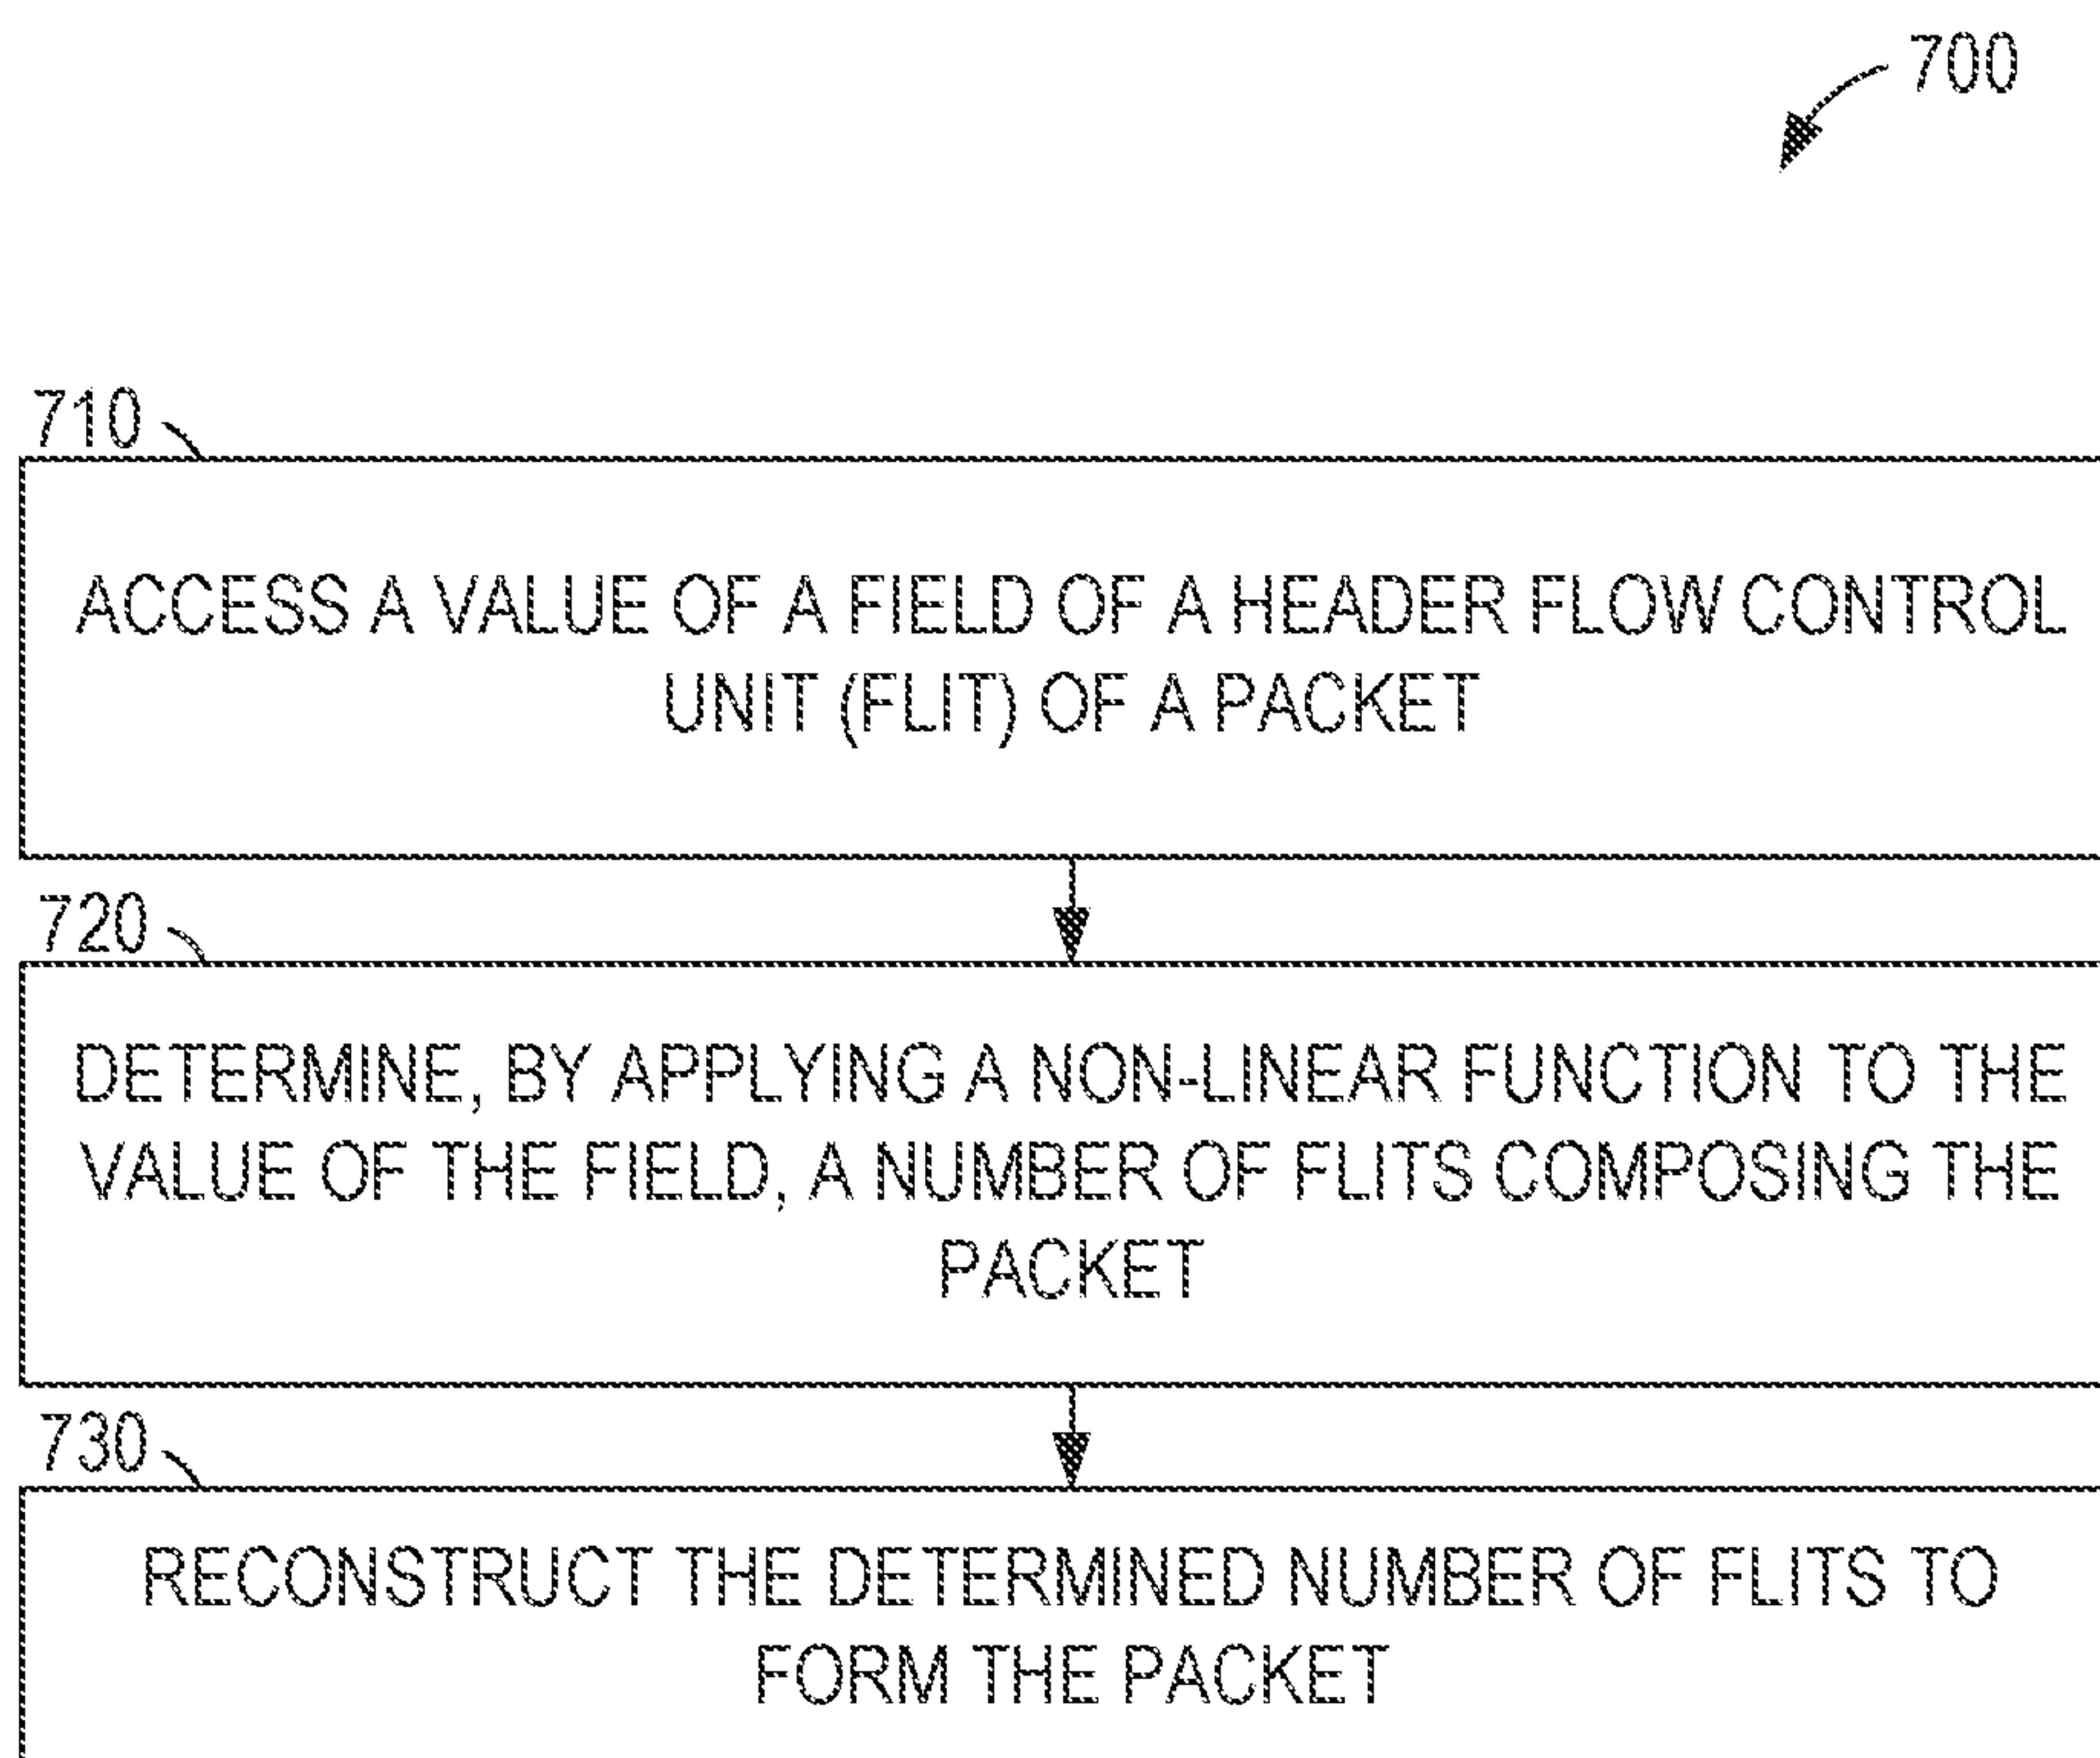 700
710
ACCESS A VALUE OF A FIELD OF A HEADER FLOW CONTROL
UNIT (FLIT) OF A PACKET
720
DETERMINE, BY APPLYING A NON-LINEAR FUNCTION TO THE
VALUE OF THE FIELD, A NUMBER OF FLITS COMPOSING THE
PACKET
730
RECONSTRUCT THE DETERMINED NUMBER OF FLITS TO
FORM THE PACKET